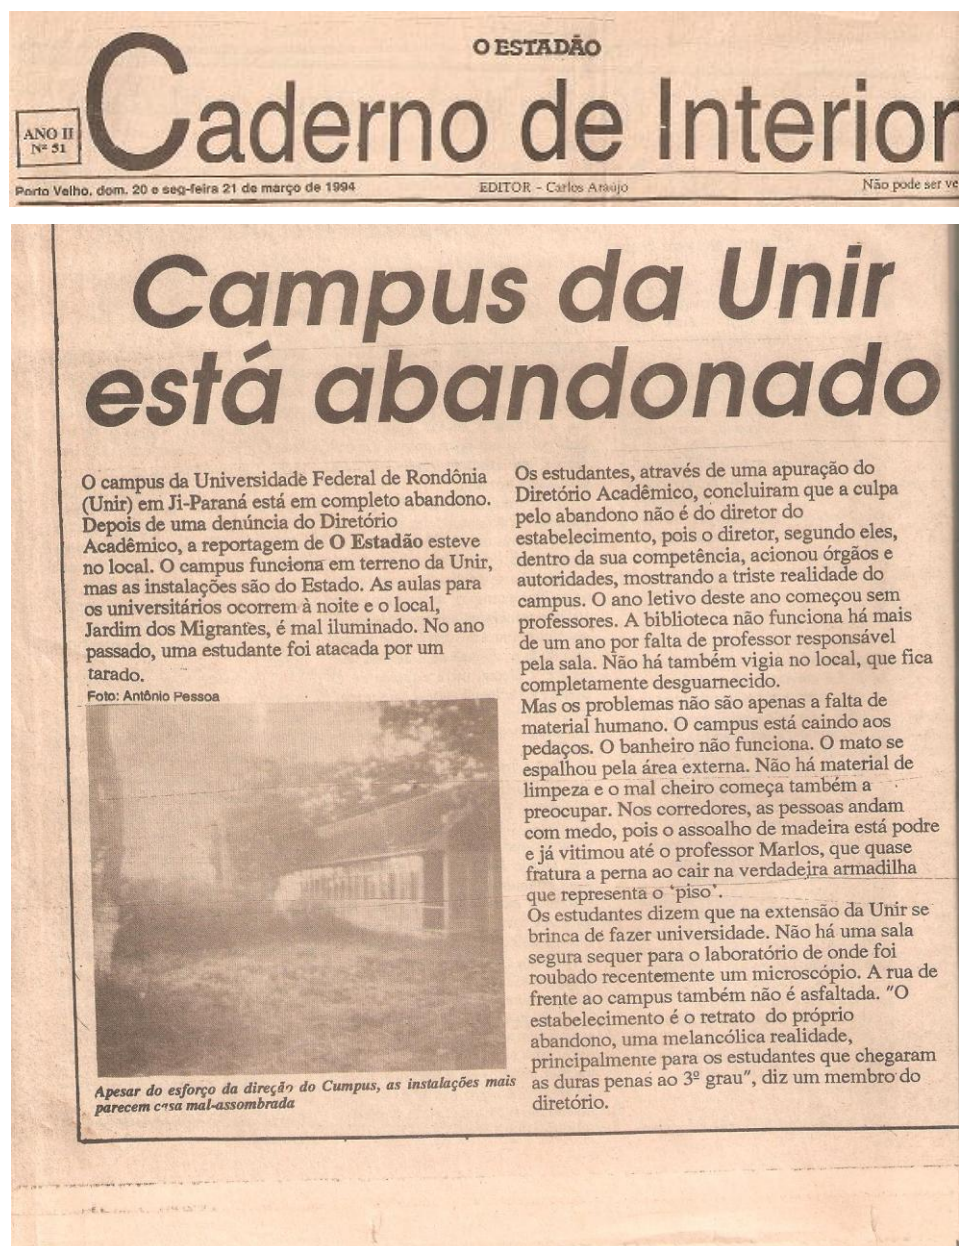 O ESTADÃO
Caderno de Interior
ANO II
Nº 51
Porto Velho, dom. 20 e seg-feira 21 de março de 1994
EDITOR - Carlos Araújo
Não pode ser ve
Campus da Unir
está abandonado
O campus da Universidade Federal de Rondônia
(Unir) em Ji-Paraná está em completo abandono.
Depois de uma denúncia do Diretório
Acadêmico, a reportagem de O Estadão esteve
no local. O campus funciona em terreno da Unir,
mas as instalações são do Estado. As aulas para
os universitários ocorrem à noite e o local,
Jardim dos Migrantes, é mal iluminado. No ano
passado, uma estudante foi atacada por um
tarado.
Foto: Antônio Pessoa
Apesar do esforço da direção do Cumpus, as instalações mais
parecem casa mal-assombrada
Os estudantes, através de uma apuração do
Diretório Acadêmico, concluiram que a culpa
pelo abandono não é do diretor do
estabelecimento, pois o diretor, segundo eles,
dentro da sua competência, acionou órgãos e
autoridades, mostrando a triste realidade do
campus. O ano letivo deste ano começou sem
professores. A biblioteca não funciona há mais
de um ano por falta de professor responsável
pela sala. Não há também vigia no local, que fica
completamente desguarnecido.
Mas os problemas não são apenas a falta de
material humano. O campus está caindo aos
pedaços. O banheiro não funciona. O mato se
espalhou pela área externa. Não há material de
limpeza e o mal cheiro começa também a
preocupar. Nos corredores, as pessoas andam
com medo, pois o assoalho de madeira está podre
e já vitimou até o professor Marlos, que quase
fratura a perna ao cair na verdadeira armadilha
que representa o 'piso'.
Os estudantes dizem que na extensão da Unir se
brinca de fazer universidade. Não há uma sala
segura sequer para o laboratório de onde foi
roubado recentemente um microscópio. A rua de
frente ao campus também não é asfaltada. "O
estabelecimento é o retrato do próprio
abandono, uma melancólica realidade,
principalmente para os estudantes que chegaram
as duras penas ao 3º grau", diz um membro do
diretório.